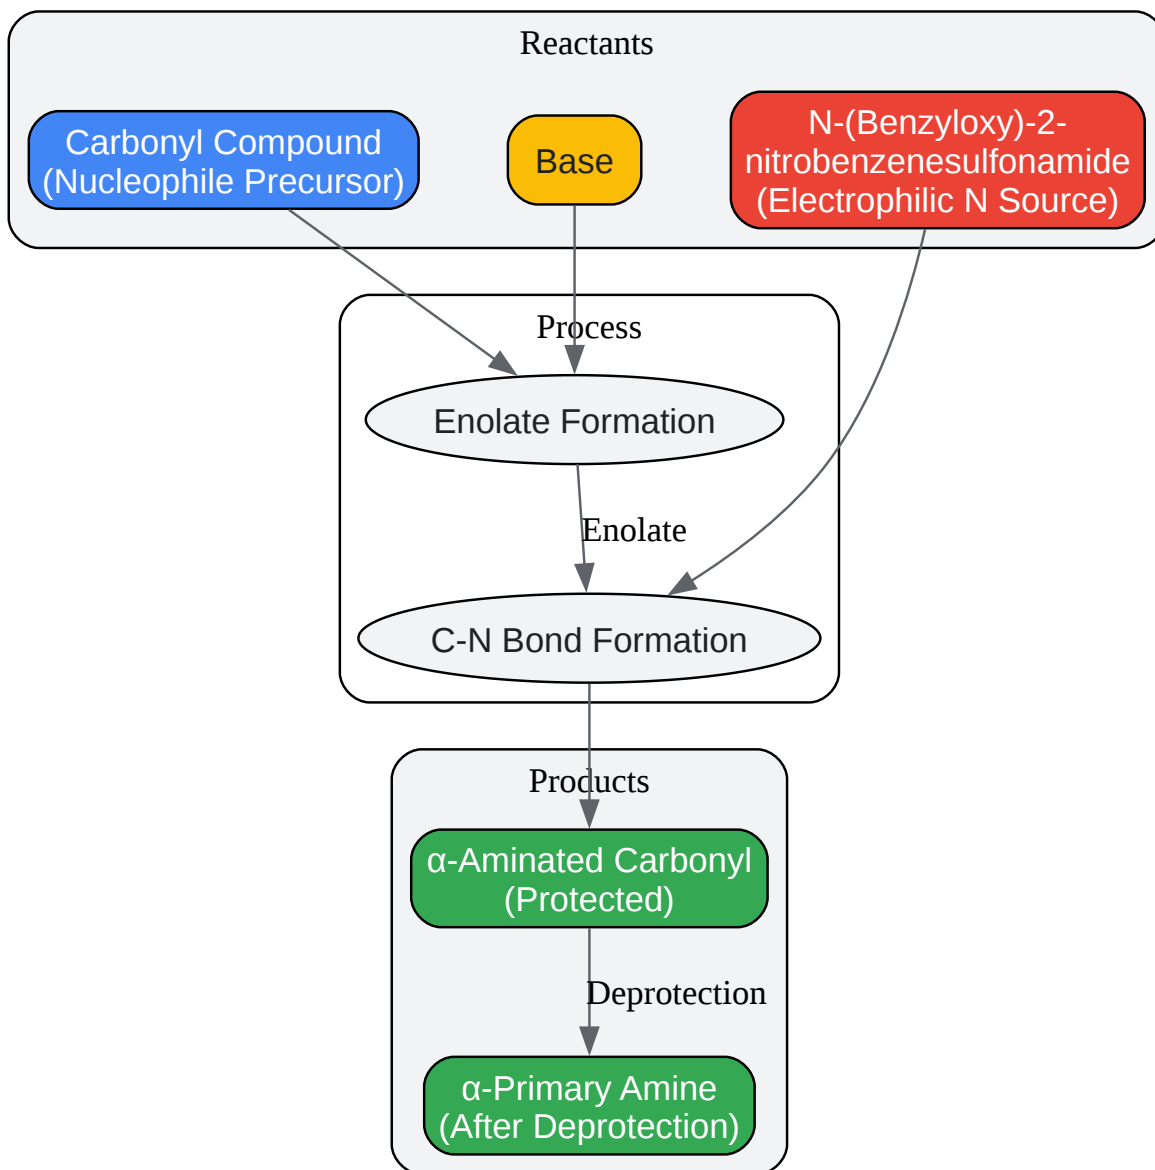 Reactants
Carbonyl Compound
(Nucleophile Precursor)
Base
N-(Benzyloxy)-2-
nitrobenzenesulfonamide
(Electrophilic N Source)
Process
Enolate Formation
Enolate
C-N Bond Formation
Products
α-Aminated Carbonyl
(Protected)
Deprotection
α-Primary Amine
(After Deprotection)